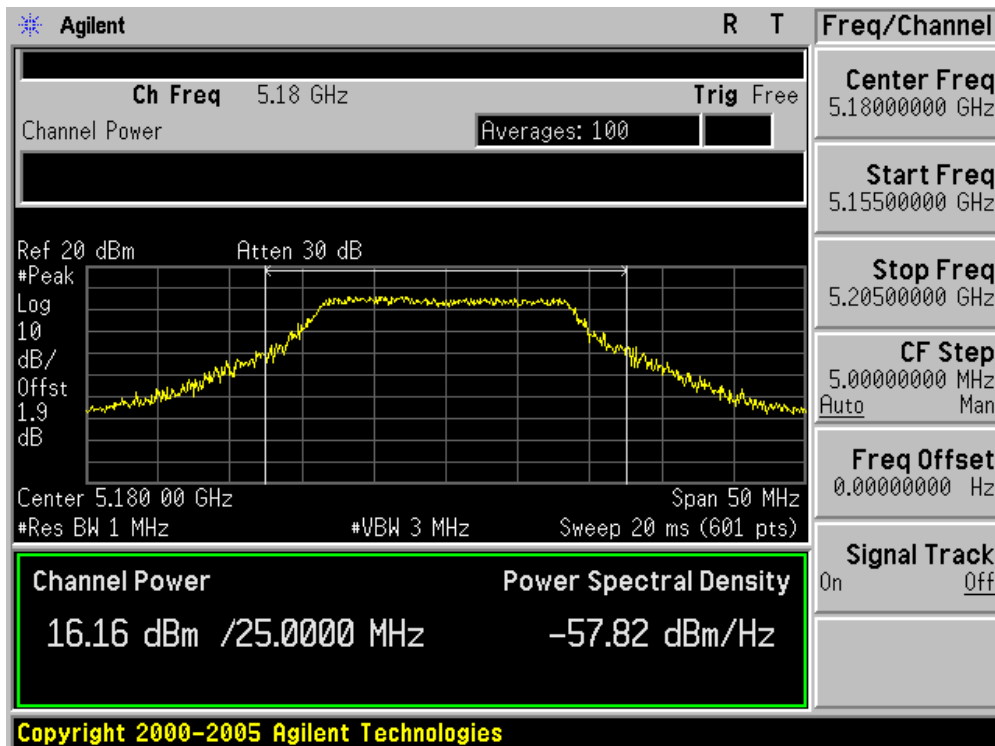 Agilent R T
Freq/Channel
Ch Freq 5.18 GHz Trig Free
Channel Power Averages: 100
Ref 20 dBm Atten 30 dB
#Peak
Log
10
dB/
Offst
1.9
dB
Center 5.180 00 GHz Span 50 MHz
#Res BW 1 MHz #VBW 3 MHz Sweep 20 ms (601 pts)
Channel Power Power Spectral Density
16.16 dBm /25.0000 MHz -57.82 dBm/Hz
Copyright 2000-2005 Agilent Technologies
Center Freq
5.18000000 GHz
Start Freq
5.15500000 GHz
Stop Freq
5.20500000 GHz
CF Step
5.00000000 MHz
Auto Man
Freq Offset
0.00000000 Hz
Signal Track
On Off